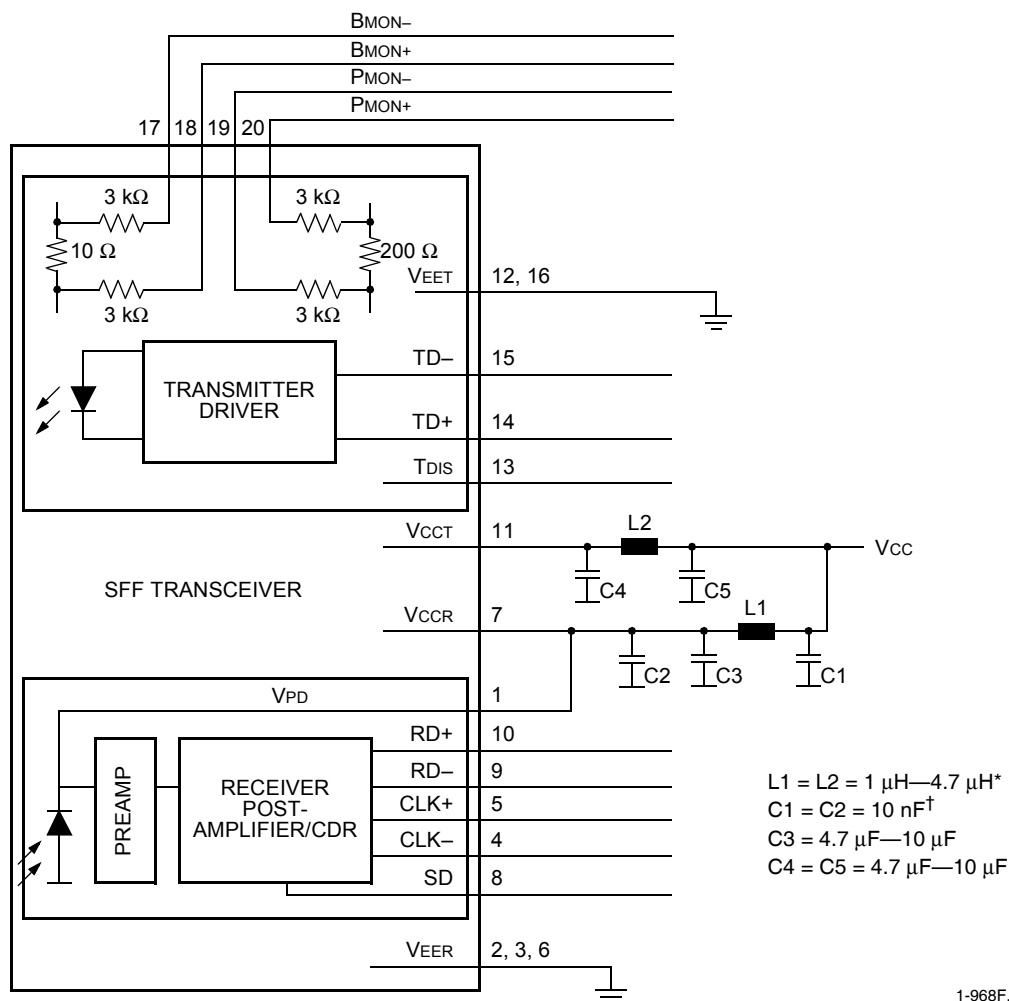 BMON–
BMON+
PMON–
PMON+
17 18 19 20
3 kΩ 3 kΩ
10 Ω 200 Ω
3 kΩ 3 kΩ
VEET 12, 16
TD– 15
TRANSMITTER
DRIVER
TD+ 14
TDIS 13
VCCT 11 L2 VCC
C4 C5
SFF TRANSCEIVER
VCCR 7 L1
C2 C3 C1
VPD 1
RD+ 10
RD– 9
CLK+ 5
CLK– 4
SD 8
PREAMP
RECEIVER
POST-
AMPLIFIER/CDR
L1 = L2 = 1 μH—4.7 μH*
C1 = C2 = 10 nF†
C3 = 4.7 μF—10 μF
C4 = C5 = 4.7 μF—10 μF
VEER 2, 3, 6
1-968F.